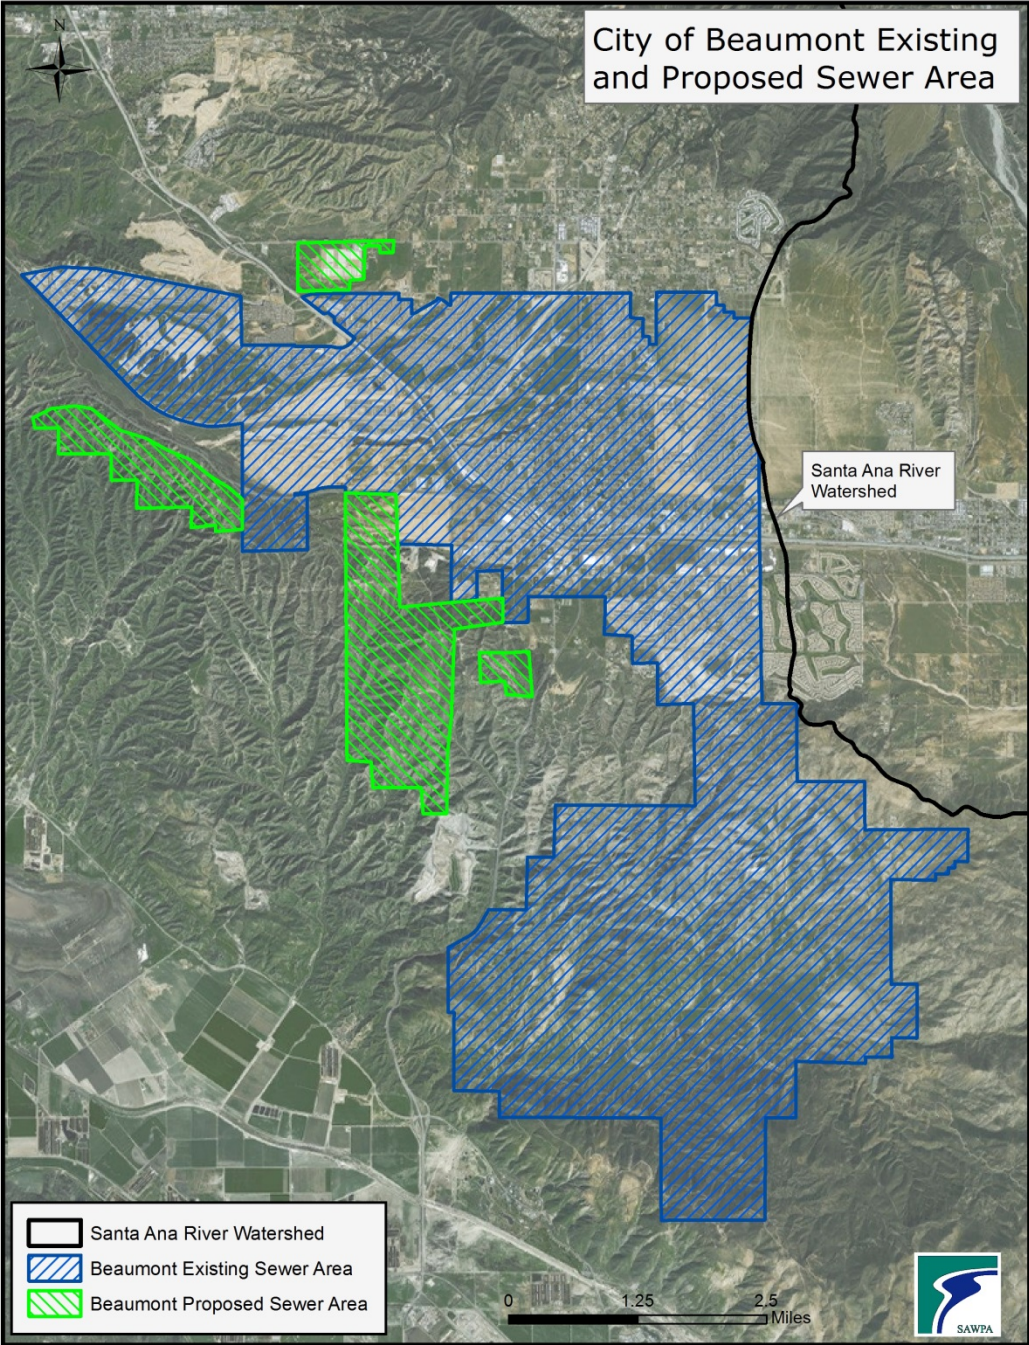 City of Beaumont Existing
and Proposed Sewer Area
N
Santa Ana River
Watershed
Santa Ana River Watershed
Beaumont Existing Sewer Area
Beaumont Proposed Sewer Area
0 1.25 2.5
Miles
SAWPA